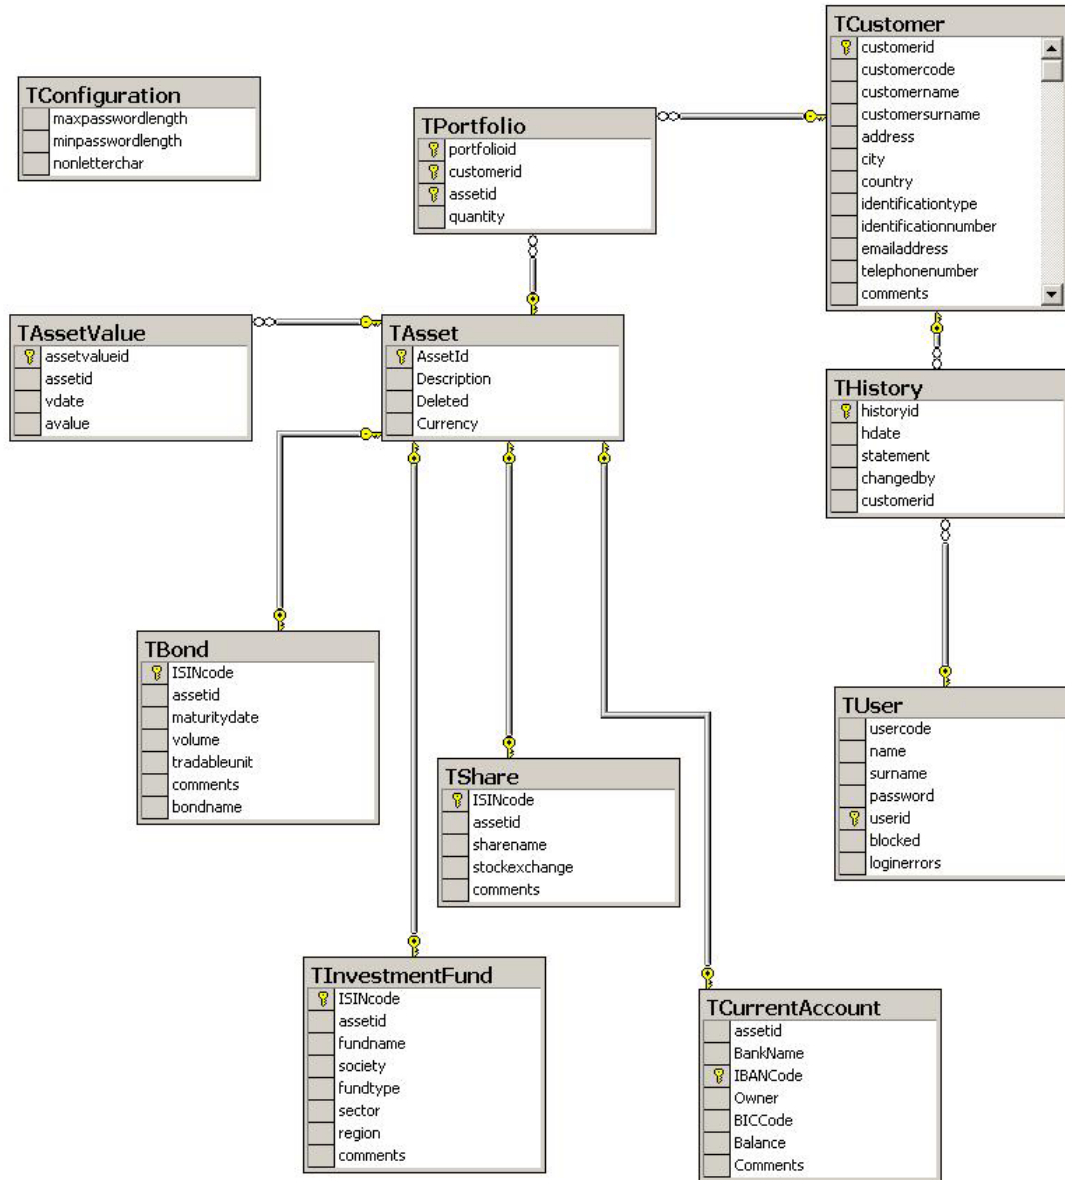 TCustomer
customerid
customercode
customername
customersurname
address
city
country
identificationtype
identificationnumber
emailaddress
telephonenumber
comments
TConfiguration
maxpasswordlength
minpasswordlength
nonletterchar
TPortfolio
portfolioid
customerid
assetid
quantity
TAssetValue
assetvalueid
assetid
vdate
avalue
TAsset
AssetId
Description
Deleted
Currency
THistory
historyid
hdate
statement
changedby
customerid
TBond
ISINcode
assetid
maturitydate
volume
tradableunit
comments
bondname
TShare
ISINcode
assetid
sharename
stockexchange
comments
TUser
usercode
name
surname
password
userid
blocked
loginerrors
TInvestmentFund
ISINcode
assetid
fundname
society
fundtype
sector
region
comments
TCurrentAccount
assetid
BankName
IBANCode
Owner
BICCode
Balance
Comments